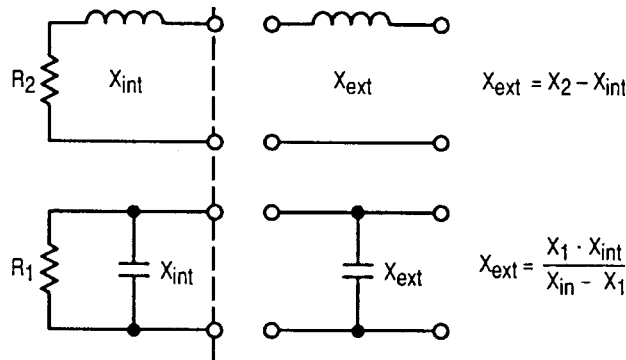 R2 Xint Xext Xext = X2 − Xint
R1 Xint Xext Xext = X1 · Xint / Xin − X1